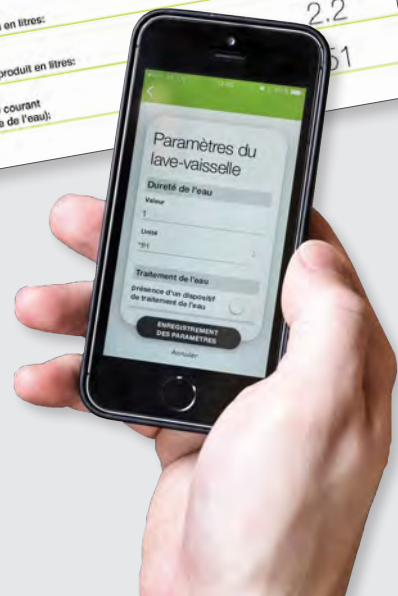 en litres:
2.2
produit en litres:
51
courant
de l'eau):
Paramètres du
lave-vaisselle
Dureté de l'eau
Valeur
1
Unité
Traitement de l'eau
présence d'un dispositif
de traitement de l'eau
ENREGISTREMENT
DES PARAMÈTRES
Annuler